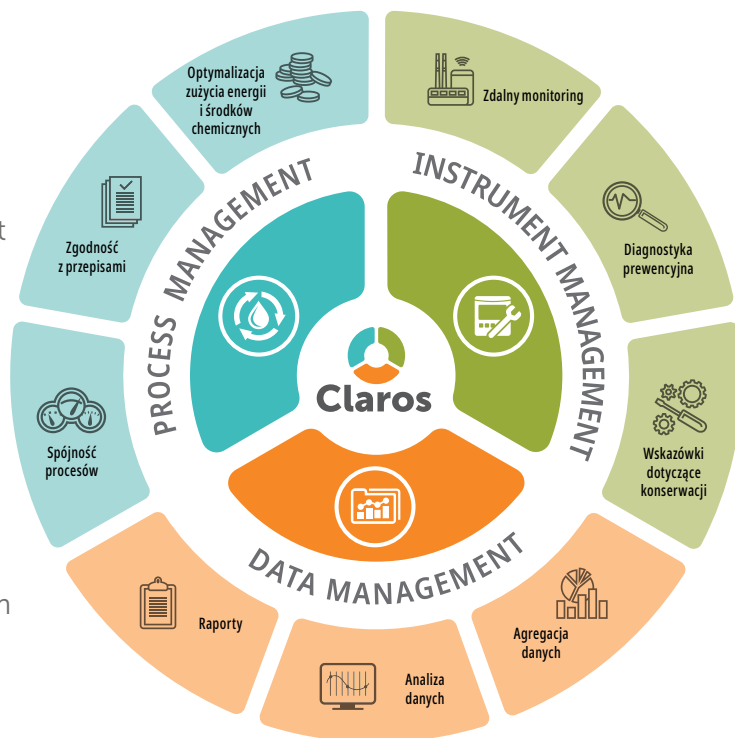 Optymalizacja
zużycia energii
i środków
chemicznych
Zdalny monitoring
Zgodność
z przepisami
Diagnostyka
prewencyjna
PROCESS MANAGEMENT
INSTRUMENT MANAGEMENT
Claros
Spójność
procesów
Wskazówki
dotyczące
konserwacji
DATA MANAGEMENT
Raporty
Analiza
danych
Agregacja
danych